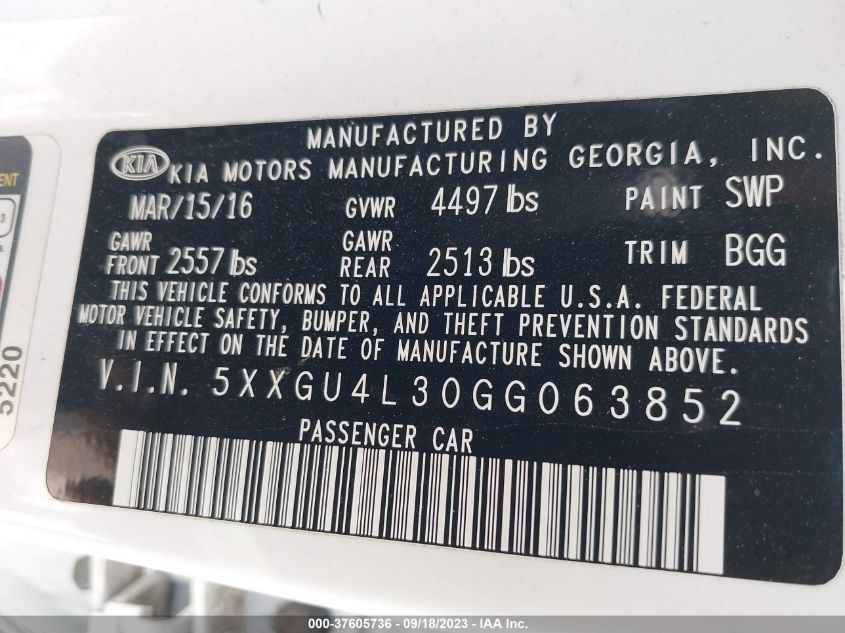 MANUFACTURED BY
KIA KIA MOTORS MANUFACTURING GEORGIA, INC.
MAR/15/16 GVWR 4497 lbs PAINT SWP
GAWR FRONT 2557 lbs GAWR REAR 2513 lbs TRIM BGG
THIS VEHICLE CONFORMS TO ALL APPLICABLE U.S.A. FEDERAL
MOTOR VEHICLE SAFETY, BUMPER, AND THEFT PREVENTION STANDARDS
IN EFFECT ON THE DATE OF MANUFACTURE SHOWN ABOVE.
V.I.N. 5XXGU4L30GG063852
PASSENGER CAR
5220
000-37605736 - 09/18/2023 - IAA Inc.